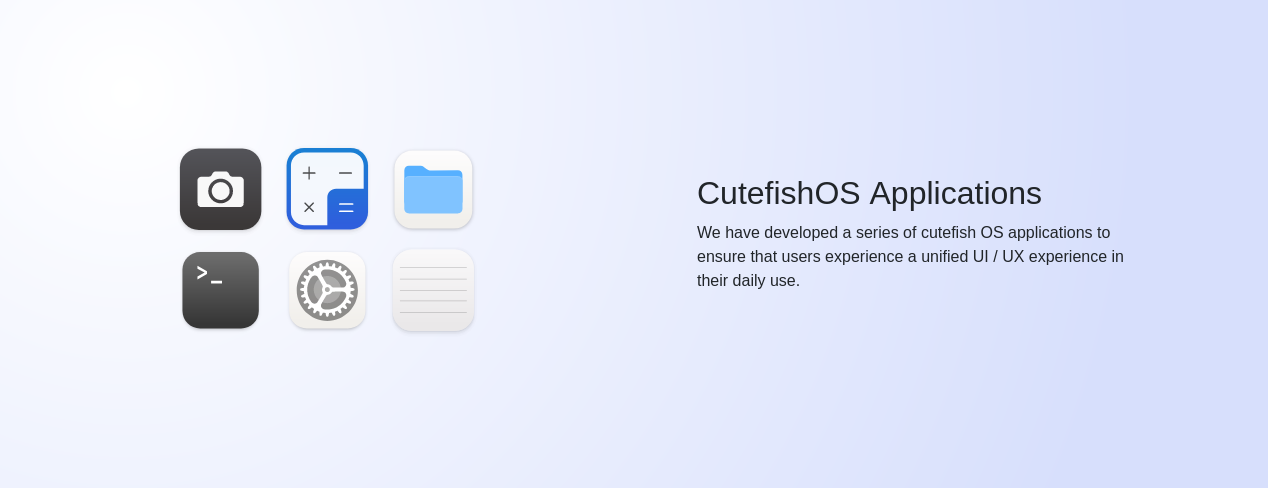 CutefishOS Applications
We have developed a series of cutefish OS applications to
ensure that users experience a unified UI / UX experience in
their daily use.